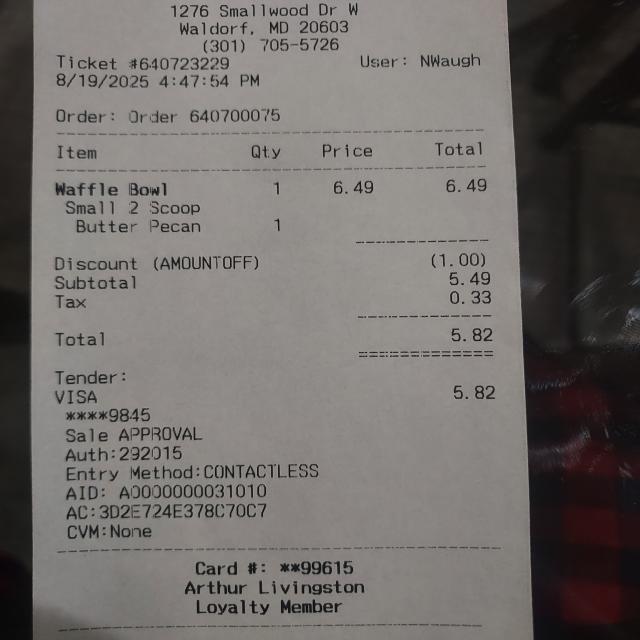 1276 Smallwood Dr W
Waldorf, MD 20603
(301) 705-5726
Ticket #640723229 User: NWaugh
8/19/2025 4:47:54 PM
Order: Order 640700075
Item Qty Price Total
Waffle Bowl 1 6.49 6.49
Small 2 Scoop
Butter Pecan 1
Discount (AMOUNTOFF) (1.00)
Subtotal 5.49
Tax 0.33
Total 5.82
Tender:
VISA 5.82
****9845
Sale APPROVAL
Auth:292015
Entry Method:CONTACTLESS
AID: A0000000031010
AC:3D2E724E378C70C7
CVM:None
Card #: **99615
Arthur Livingston
Loyalty Member